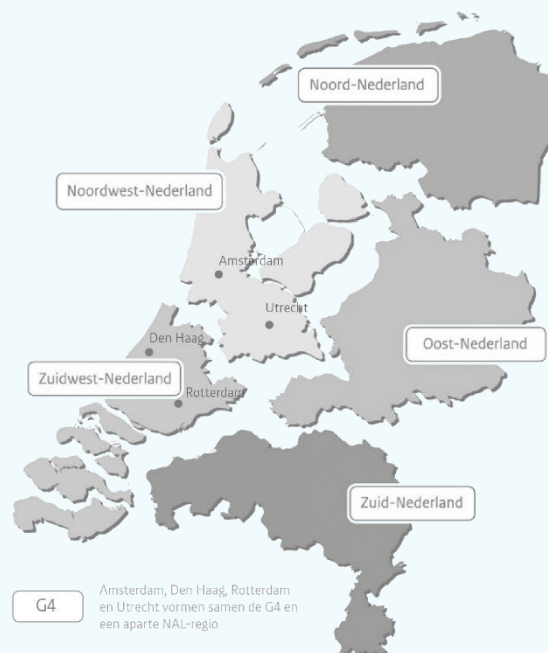 Noord-Nederland
Noordwest-Nederland
Amsterdam
Utrecht
Den Haag
Oost-Nederland
Zuidwest-Nederland
Rotterdam
Zuid-Nederland
G4
Amsterdam, Den Haag, Rotterdam
en Utrecht vormen samen de G4 en
een aparte NAL-regio